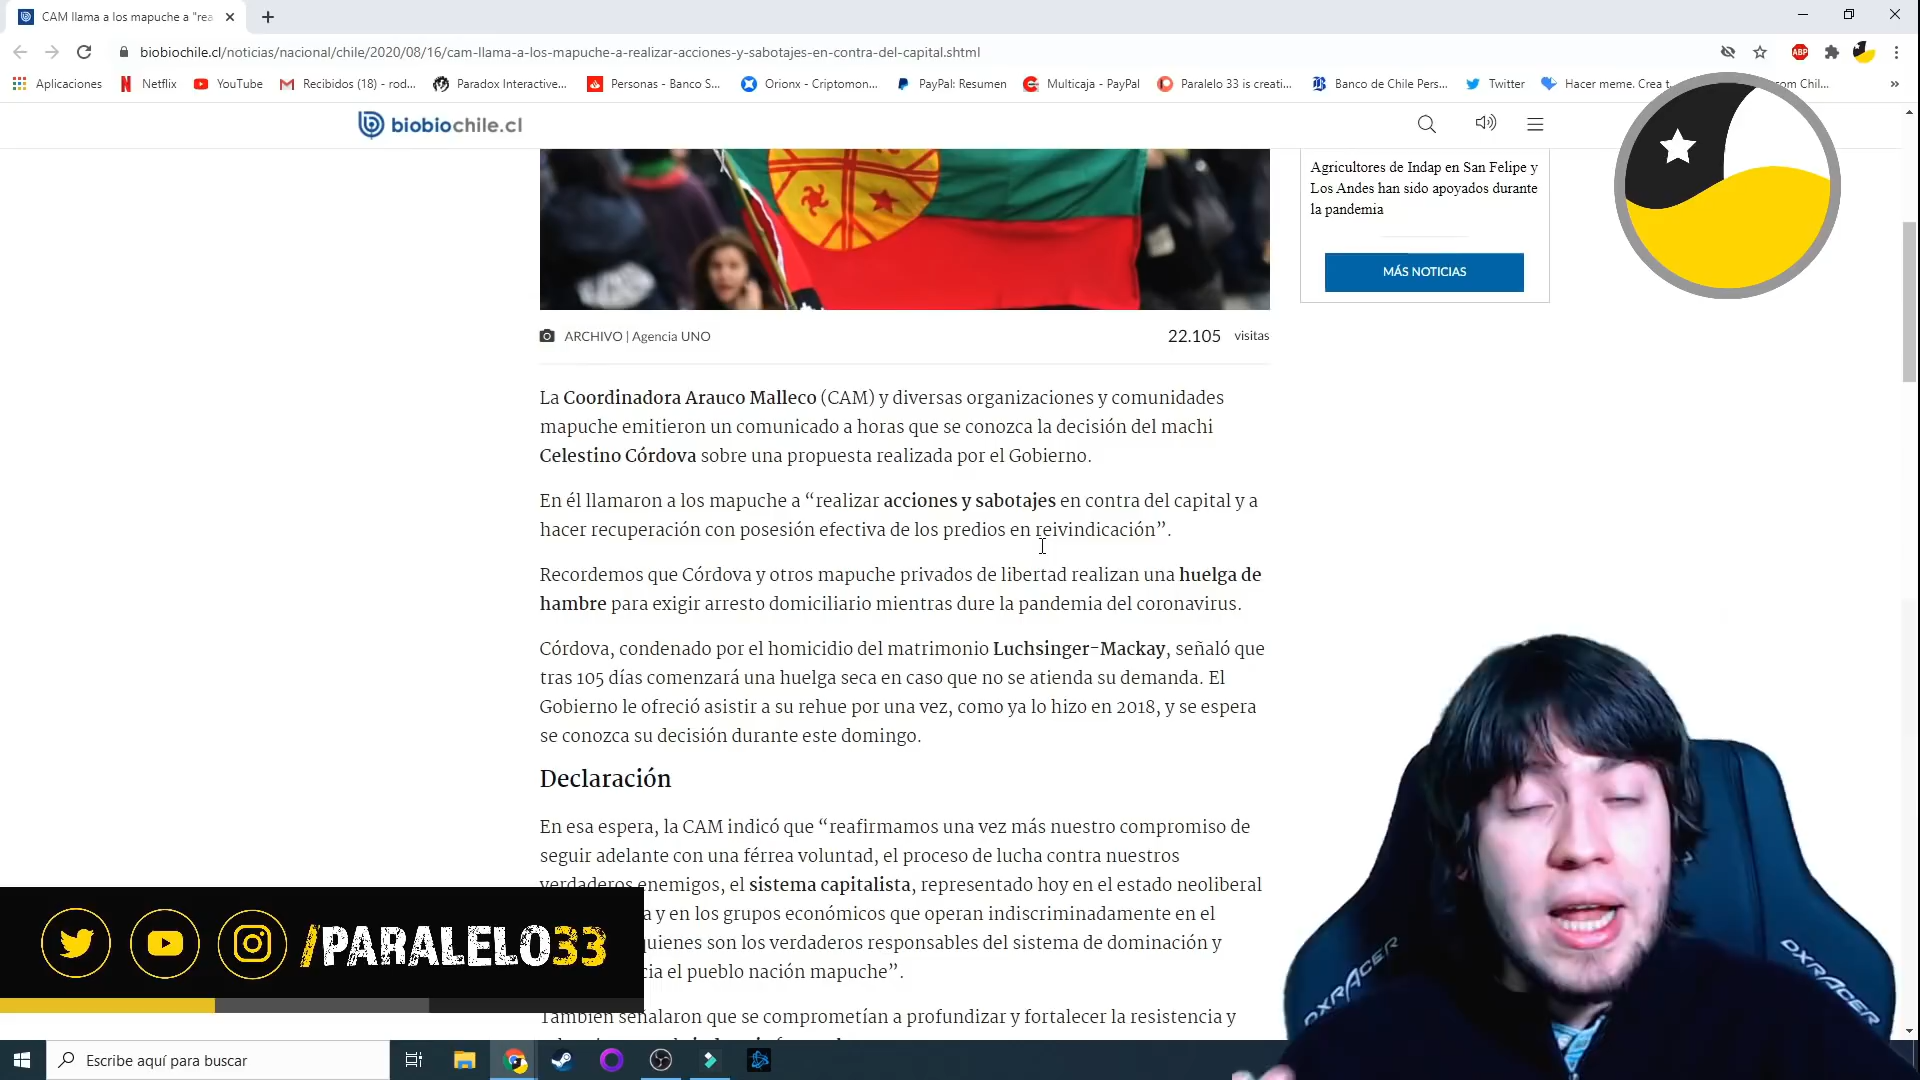 CAM llama a los mapuche a "rea
biobiochile.cl/noticias/nacional/chile/2020/08/16/cam-llama-a-los-mapuche-a-realizar-acciones-y-sabotajes-en-contra-del-capital.shtml
ABP
Aplicaciones
Netflix
YouTube
Recibidos (18) - rod...
Paradox Interactive...
Personas - Banco S...
Orionx - Criptomon...
PayPal: Resumen
Multicaja - PayPal
Paralelo 33 is creati...
Banco de Chile Pers...
Twitter
Hacer meme. Crea t...
om Chil...
biobiochile.cl
Agricultores de Indap en San Felipe y
Los Andes han sido apoyados durante
la pandemia
MÁS NOTICIAS
ARCHIVO | Agencia UNO
22.105 visitas
La Coordinadora Arauco Malleco (CAM) y diversas organizaciones y comunidades
mapuche emitieron un comunicado a horas que se conozca la decisión del machi
Celestino Córdova sobre una propuesta realizada por el Gobierno.
En él llamaron a los mapuche a “realizar acciones y sabotajes en contra del capital y a
hacer recuperación con posesión efectiva de los predios en reivindicación”.
Recordemos que Córdova y otros mapuche privados de libertad realizan una huelga de
hambre para exigir arresto domiciliario mientras dure la pandemia del coronavirus.
Córdova, condenado por el homicidio del matrimonio Luchsinger-Mackay, señaló que
tras 105 días comenzará una huelga seca en caso que no se atienda su demanda. El
Gobierno le ofreció asistir a su rehue por una vez, como ya lo hizo en 2018, y se espera
se conozca su decisión durante este domingo.
Declaración
En esa espera, la CAM indicó que “reafirmamos una vez más nuestro compromiso de
seguir adelante con una férrea voluntad, el proceso de lucha contra nuestros
verdaderos enemigos, el sistema capitalista, representado hoy en el estado neoliberal
a y en los grupos económicos que operan indiscriminadamente en el
quienes son los verdaderos responsables del sistema de dominación y
cia el pueblo nación mapuche”.
También señalaron que se comprometían a profundizar y fortalecer la resistencia y
/PARALELO33
DXRACER
DXRACER
Escribe aquí para buscar